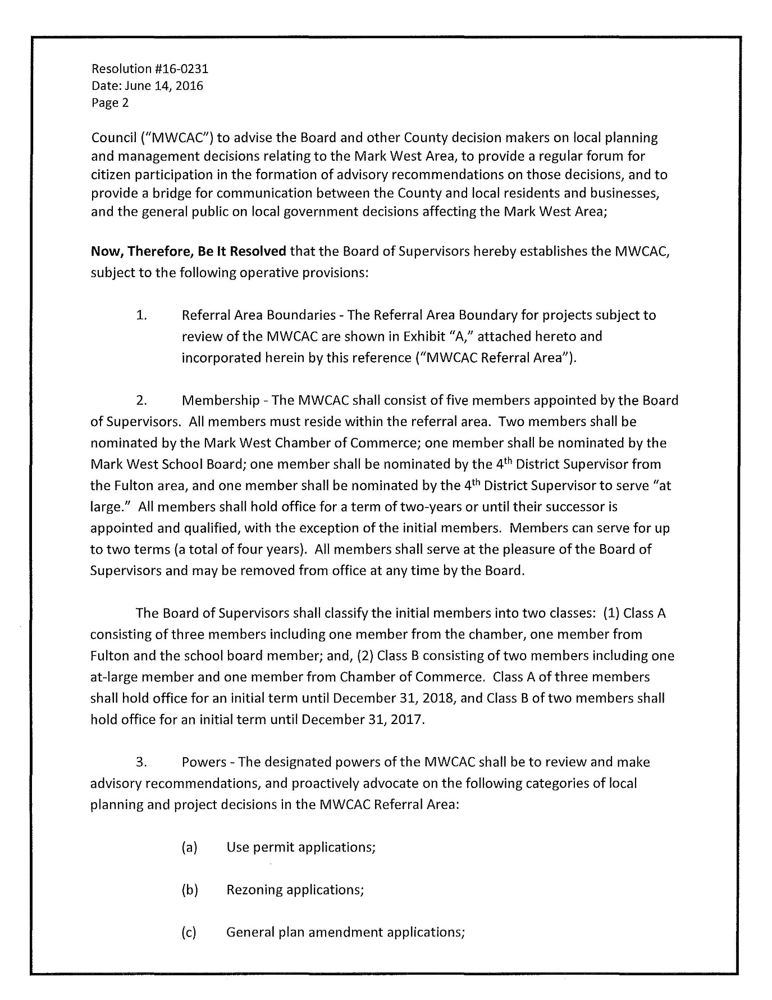 Resolution #16-0231
Date: June 14, 2016
Page 2
Council (“MWCAC”) to advise the Board and other County decision makers on local planning
and management decisions relating to the Mark West Area, to provide a regular forum for
citizen participation in the formation of advisory recommendations on those decisions, and to
provide a bridge for communication between the County and local residents and businesses,
and the general public on local government decisions affecting the Mark West Area;
Now, Therefore, Be It Resolved that the Board of Supervisors hereby establishes the MWCAC,
subject to the following operative provisions:
1. Referral Area Boundaries - The Referral Area Boundary for projects subject to
review of the MWCAC are shown in Exhibit “A,” attached hereto and
incorporated herein by this reference (“MWCAC Referral Area”).
2. Membership - The MWCAC shall consist of five members appointed by the Board
of Supervisors. All members must reside within the referral area. Two members shall be
nominated by the Mark West Chamber of Commerce; one member shall be nominated by the
Mark West School Board; one member shall be nominated by the 4th District Supervisor from
the Fulton area, and one member shall be nominated by the 4th District Supervisor to serve “at
large.” All members shall hold office for a term of two-years or until their successor is
appointed and qualified, with the exception of the initial members. Members can serve for up
to two terms (a total of four years). All members shall serve at the pleasure of the Board of
Supervisors and may be removed from office at any time by the Board.
The Board of Supervisors shall classify the initial members into two classes: (1) Class A
consisting of three members including one member from the chamber, one member from
Fulton and the school board member; and, (2) Class B consisting of two members including one
at-large member and one member from Chamber of Commerce. Class A of three members
shall hold office for an initial term until December 31, 2018, and Class B of two members shall
hold office for an initial term until December 31, 2017.
3. Powers - The designated powers of the MWCAC shall be to review and make
advisory recommendations, and proactively advocate on the following categories of local
planning and project decisions in the MWCAC Referral Area:
(a) Use permit applications;
(b) Rezoning applications;
(c) General plan amendment applications;